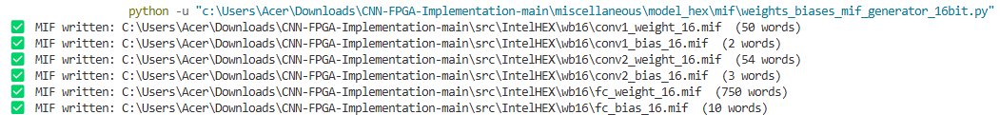 python -u "c:\Users\Acer\Downloads\CNN-FPGA-Implementation-main\miscellaneous\model_hex\mif\weights_biases_mif_generator_16bit.py"
✅ MIF written: C:\Users\Acer\Downloads\CNN-FPGA-Implementation-main\src\IntelHEX\wb16\conv1_weight_16.mif (50 words)
✅ MIF written: C:\Users\Acer\Downloads\CNN-FPGA-Implementation-main\src\IntelHEX\wb16\conv1_bias_16.mif (2 words)
✅ MIF written: C:\Users\Acer\Downloads\CNN-FPGA-Implementation-main\src\IntelHEX\wb16\conv2_weight_16.mif (54 words)
✅ MIF written: C:\Users\Acer\Downloads\CNN-FPGA-Implementation-main\src\IntelHEX\wb16\conv2_bias_16.mif (3 words)
✅ MIF written: C:\Users\Acer\Downloads\CNN-FPGA-Implementation-main\src\IntelHEX\wb16\fc_weight_16.mif (750 words)
✅ MIF written: C:\Users\Acer\Downloads\CNN-FPGA-Implementation-main\src\IntelHEX\wb16\fc_bias_16.mif (10 words)